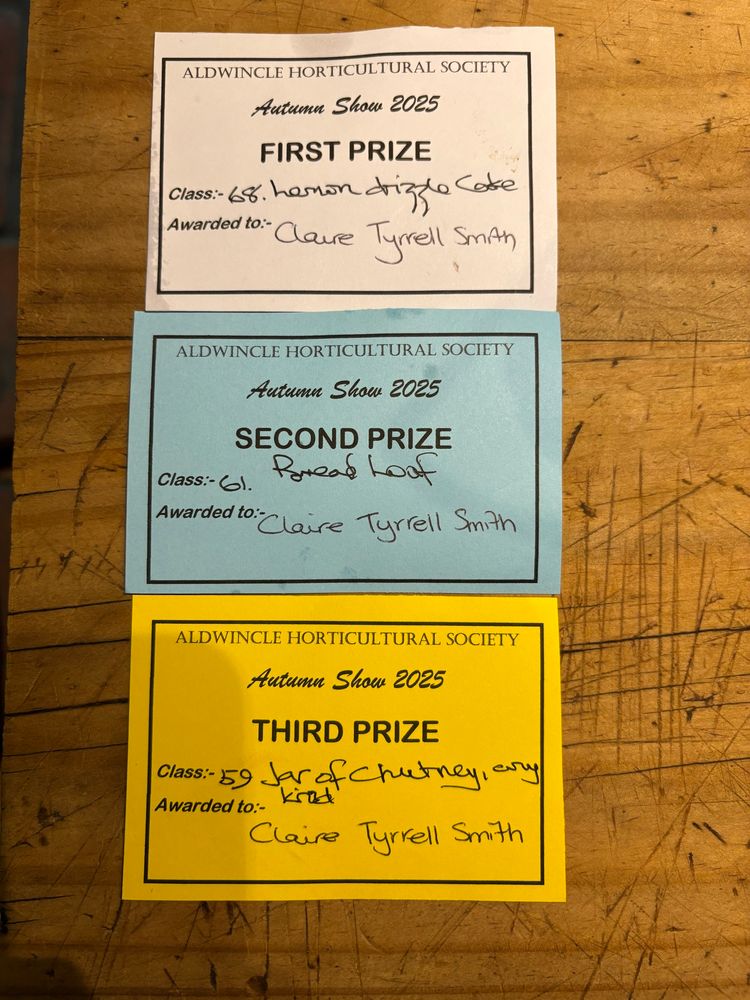 ALDWINCLE HORTICULTURAL SOCIETY
Autumn Show 2025
FIRST PRIZE
Class:- 68. Lemon drizzle Cake
Awarded to:- Claire Tyrrell Smith
ALDWINCLE HORTICULTURAL SOCIETY
Autumn Show 2025
SECOND PRIZE
Class:- 61. Bread Loaf
Awarded to:- Claire Tyrrell Smith
ALDWINCLE HORTICULTURAL SOCIETY
Autumn Show 2025
THIRD PRIZE
Class:- 59 Jar of Chutney, any
kind
Awarded to:-
Claire Tyrrell Smith